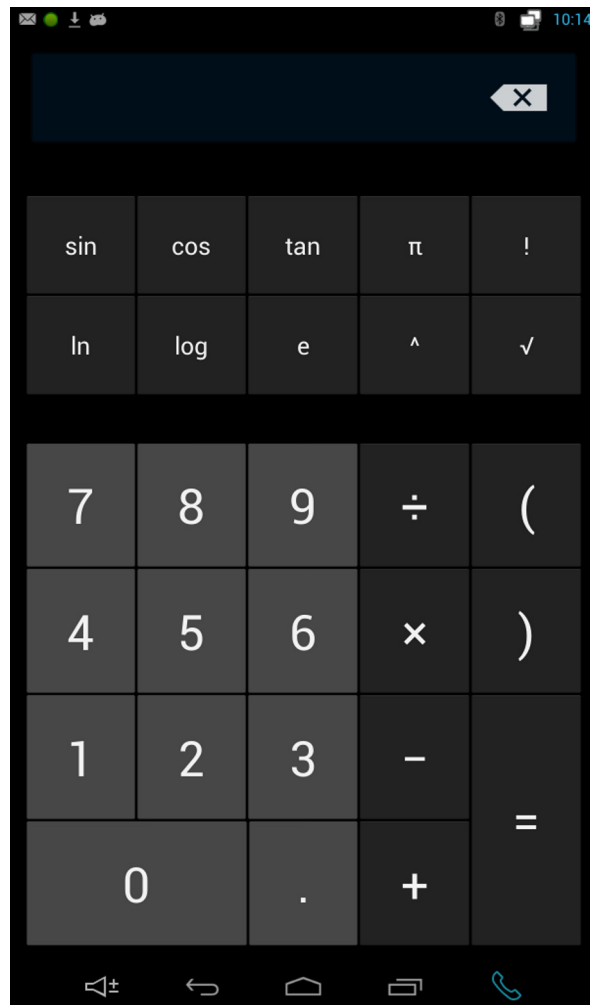 10:14
sin cos tan π !
ln log e ^ √
7 8 9 ÷ (
4 5 6 × )
1 2 3 −
=
0 . +